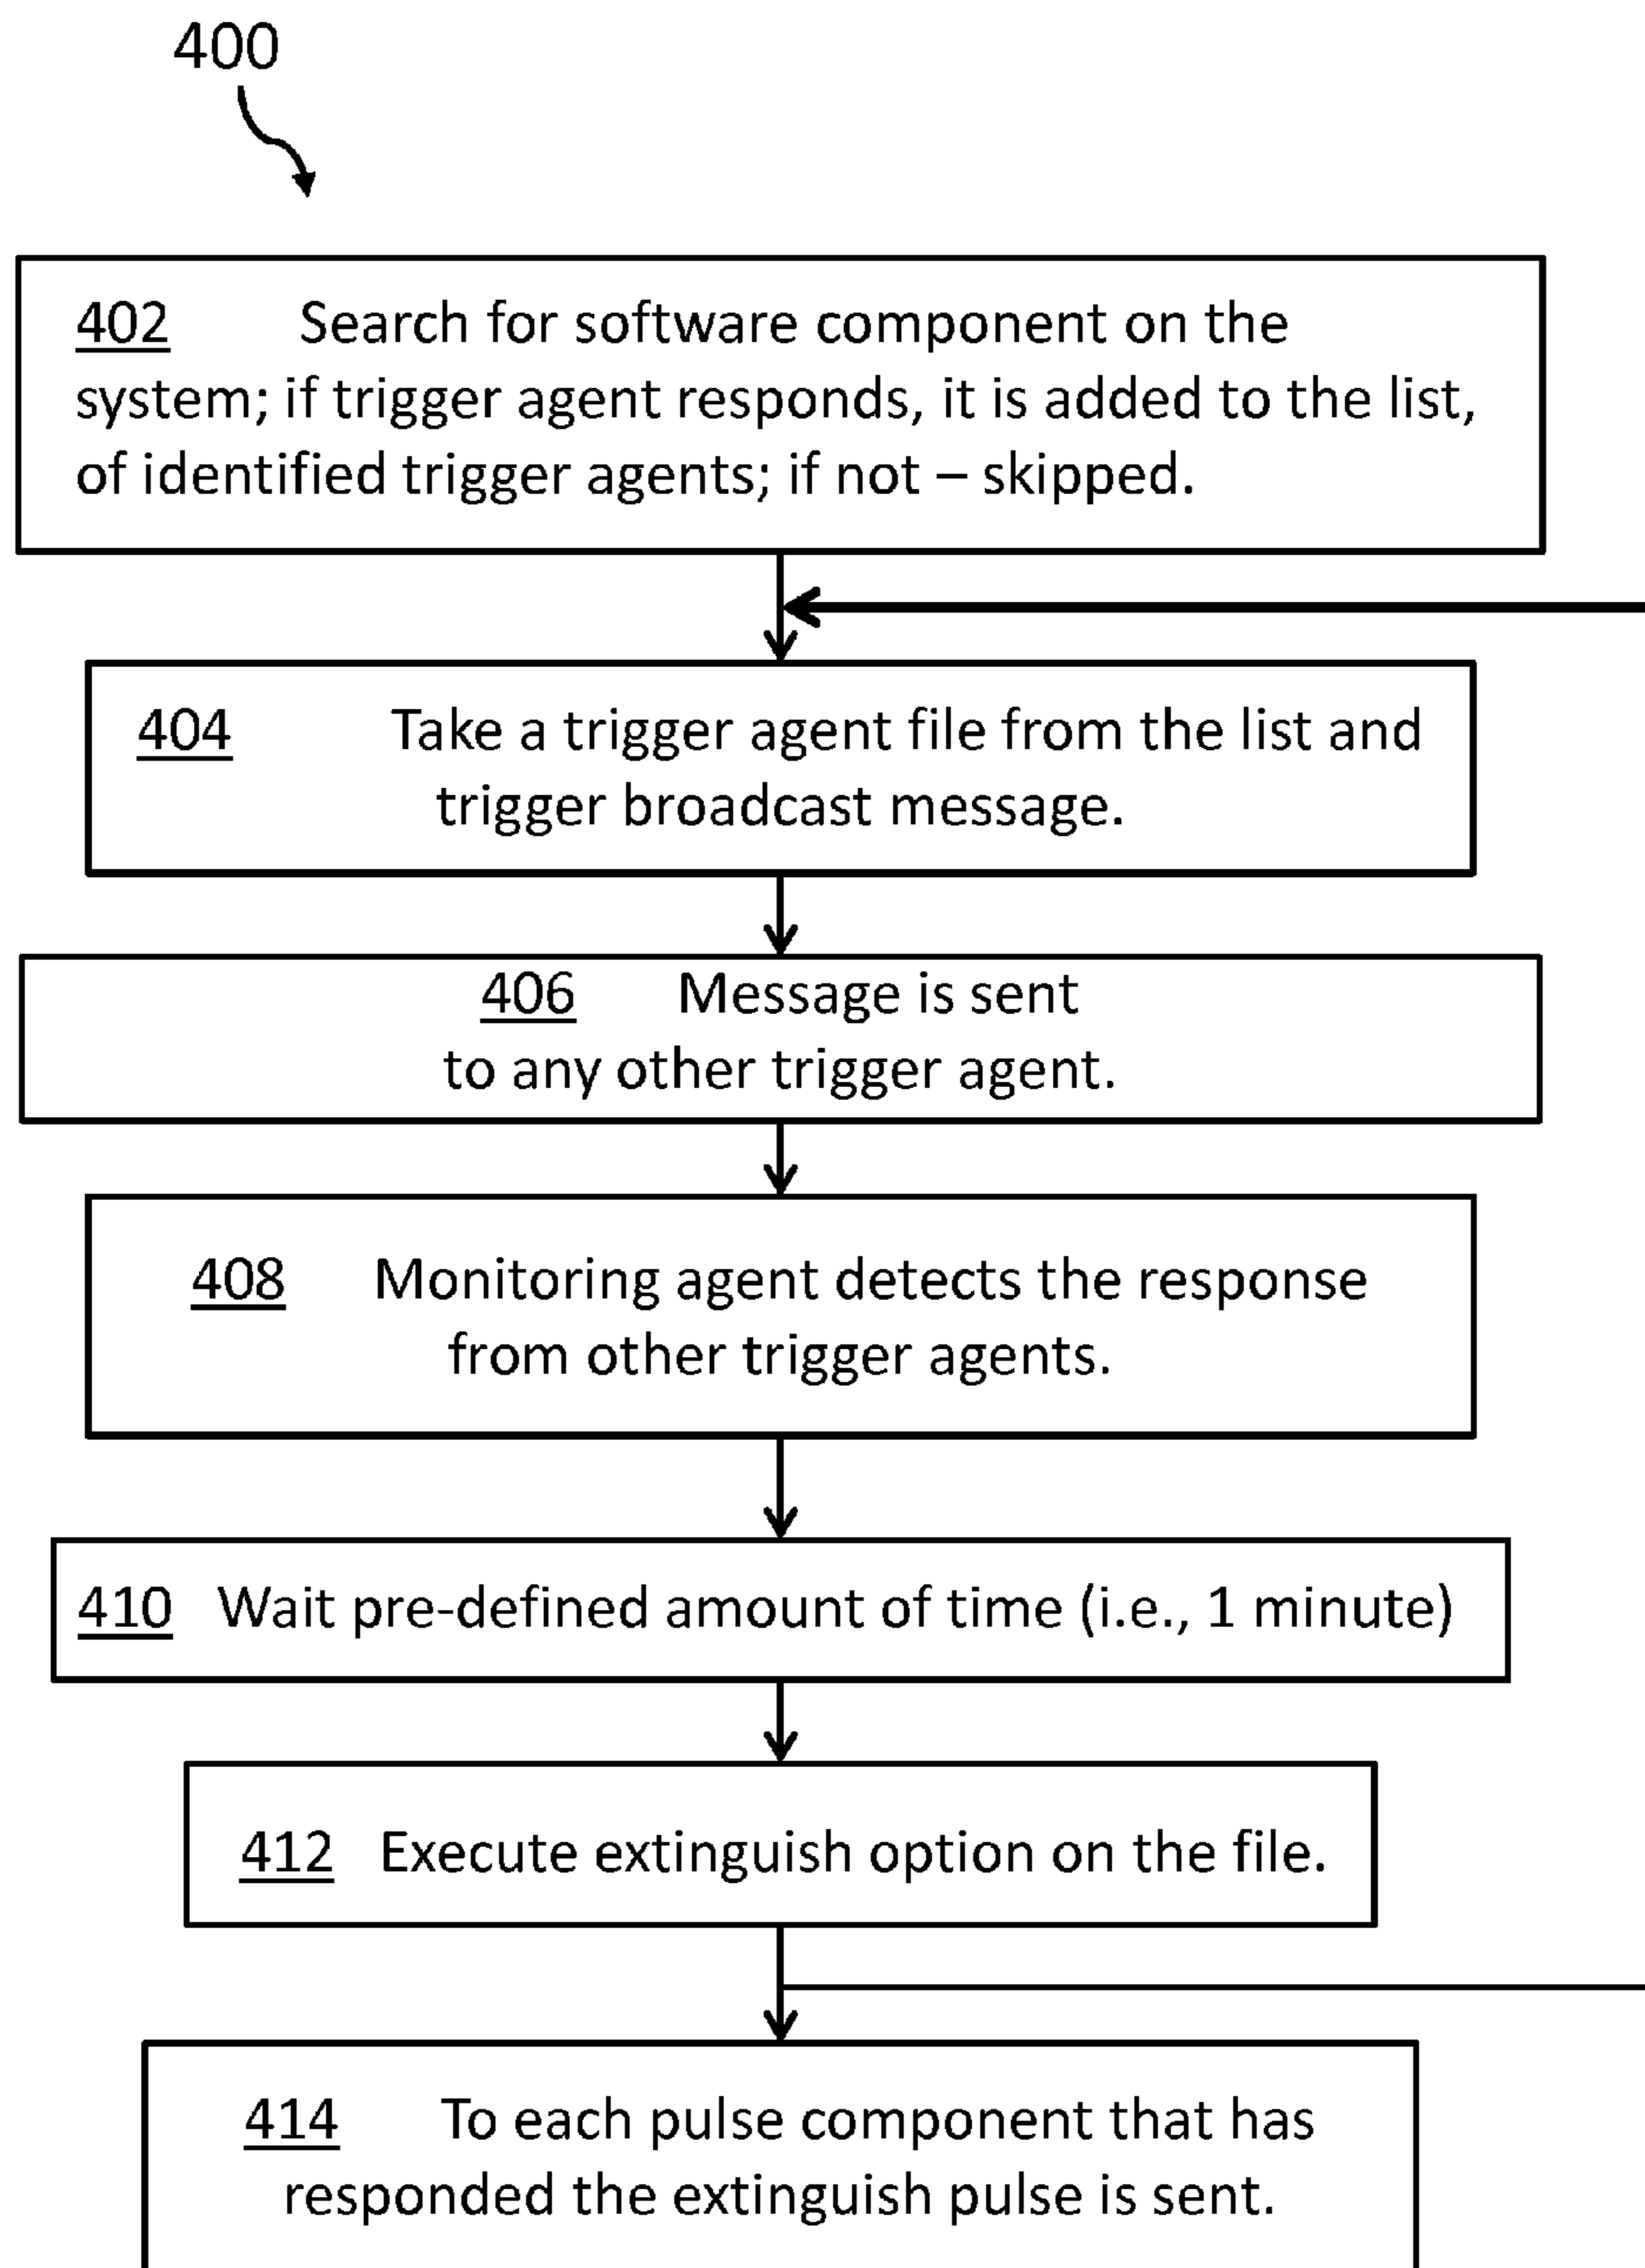 400
402 Search for software component on the
system; if trigger agent responds, it is added to the list,
of identified trigger agents; if not – skipped.
404 Take a trigger agent file from the list and
trigger broadcast message.
406 Message is sent
to any other trigger agent.
408 Monitoring agent detects the response
from other trigger agents.
410 Wait pre-defined amount of time (i.e., 1 minute)
412 Execute extinguish option on the file.
414 To each pulse component that has
responded the extinguish pulse is sent.